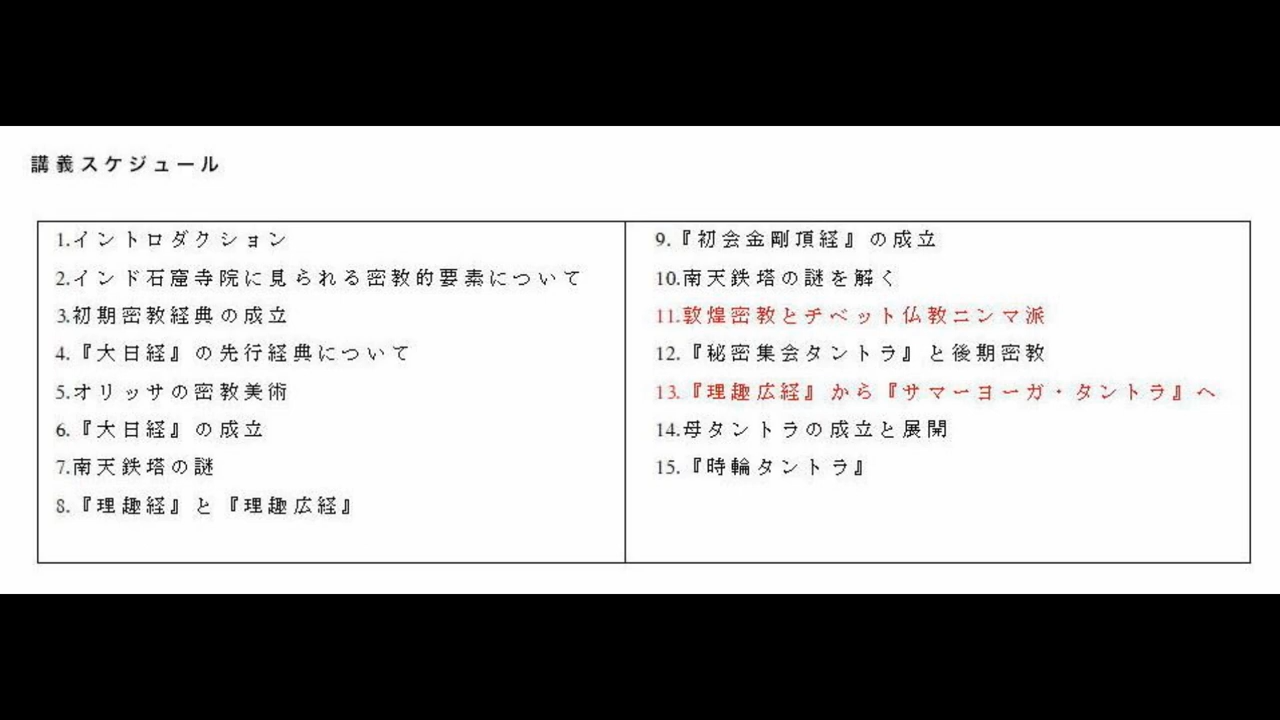 講義スケジュール
1.イントロダクション
2.インド石窟寺院に見られる密教的要素について
3.初期密教経典の成立
4.『大日経』の先行経典について
5.オリッサの密教美術
6.『大日経』の成立
7.南天鉄塔の謎
8.『理趣経』と『理趣広経』
9.『初会金剛頂経』の成立
10.南天鉄塔の謎を解く
11.敦煌密教とチベット仏教ニンマ派
12.『秘密集会タントラ』と後期密教
13.『理趣広経』から『サマーヨーガ・タントラ』へ
14.母タントラの成立と展開
15.『時輪タントラ』